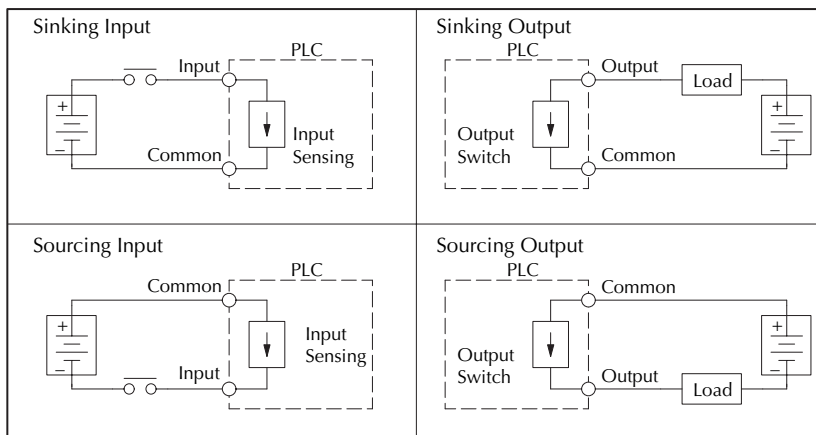 Sinking Input
PLC
Input
+
–
Input
Sensing
Common
Sinking Output
PLC
Output
Load
+
–
Output
Switch
Common
Sourcing Input
PLC
Common
+
–
Input
Sensing
Input
Sourcing Output
PLC
Common
+
–
Output
Switch
Output
Load